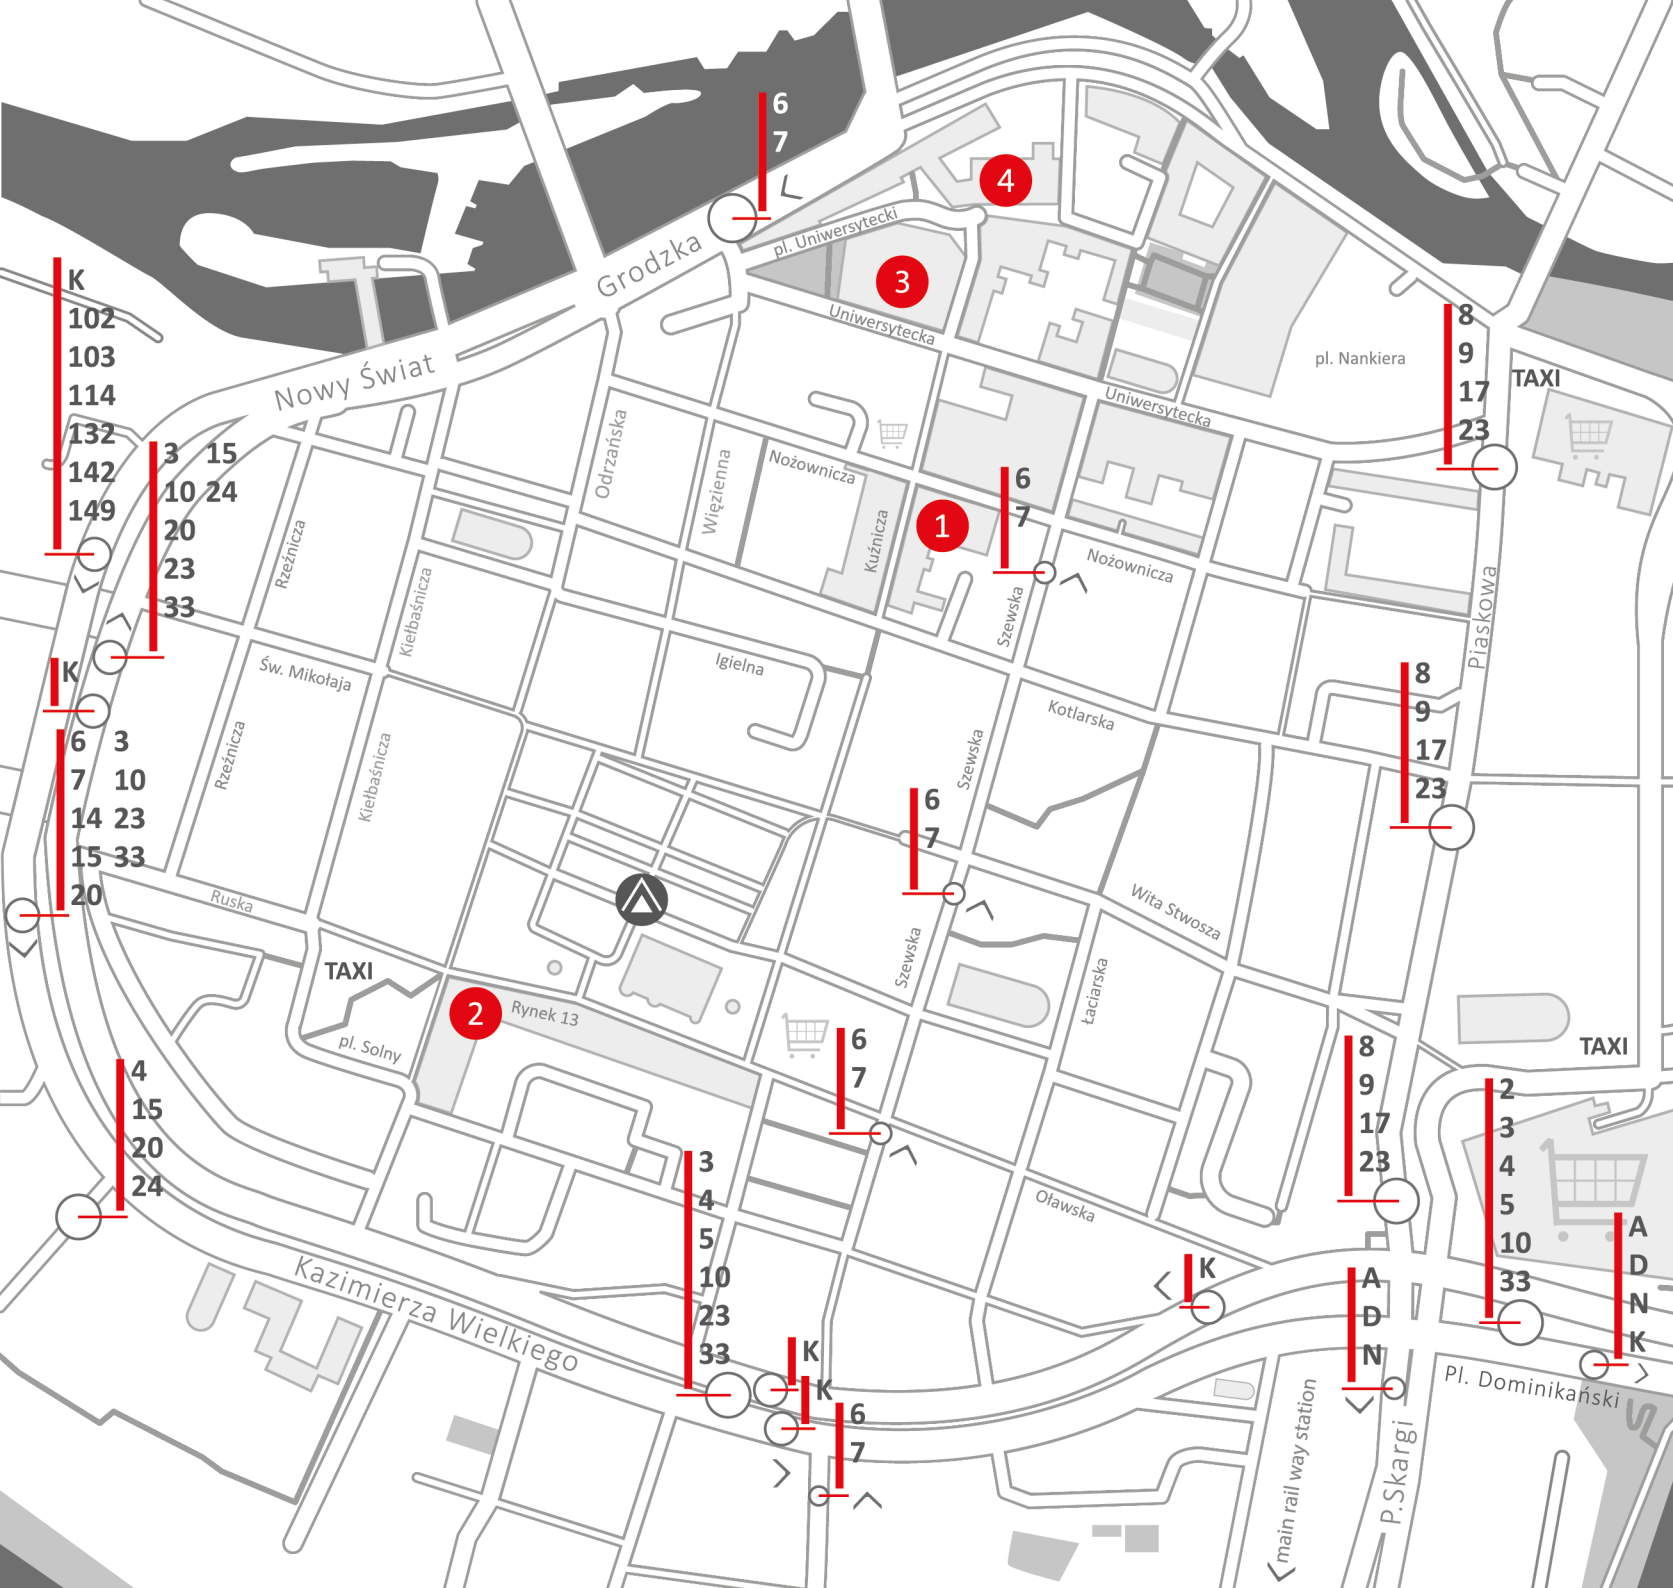 6
7
4
pl. Uniwersytecki
Grodzka
3
Uniwersytecka
K
102
103
114
132
142
149
Nowy Świat
pl. Nankiera
8
9
17
23
TAXI
Uniwersytecka
3 15
10 24
20
23
33
Odrzańska
Więzienna
Nożownicza
Kuźnicza
1
6
7
Nożownicza
Rzeźnicza
Kiełbaśnicza
Szewska
Piaskowa
Św. Mikołaja
Igielna
K
Kotlarska
8
9
17
23
6 3
7 10
14 23
15 33
20
Rzeźnicza
Kiełbaśnicza
Szewska
6
7
Ruska
Wita Stwosza
TAXI
Szewska
Łaciarska
2
Rynek 13
pl. Solny
6
7
8
9
17
23
TAXI
4
15
20
24
2
3
4
5
10
33
3
4
5
10
23
33
Oławska
A
D
N
K
K
A
D
N
Kazimierza Wielkiego
K
K
6
7
Pl. Dominikański
main rail way station
P.Skargi